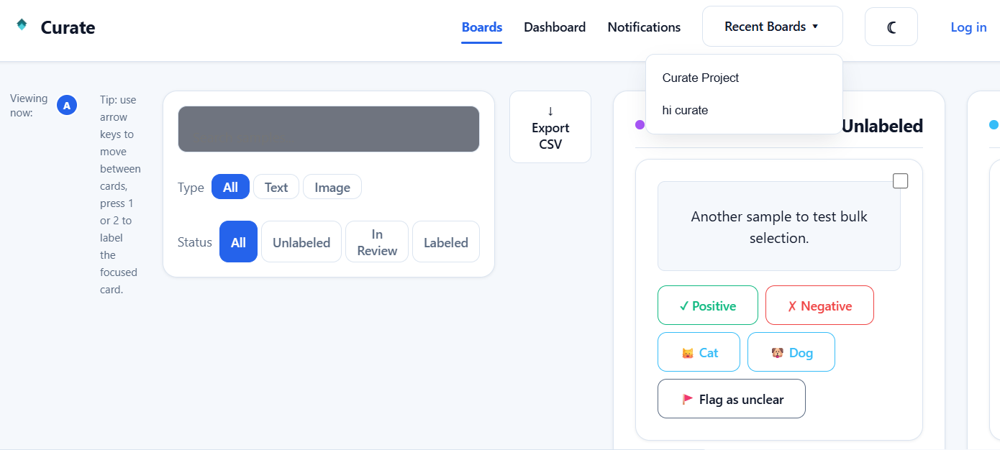 Curate
Boards
Dashboard
Notifications
Recent Boards ▾
Log in
Curate Project
hi curate
Viewing
now:
A
Tip: use
arrow
keys to
move
between
cards,
press 1
or 2 to
label
the
focused
card.
Type
All
Text
Image
Status
All
Unlabeled
In
Review
Labeled
↓
Export
CSV
Unlabeled
Another sample to test bulk
selection.
✓ Positive
✗ Negative
🐱 Cat
🐶 Dog
🚩 Flag as unclear